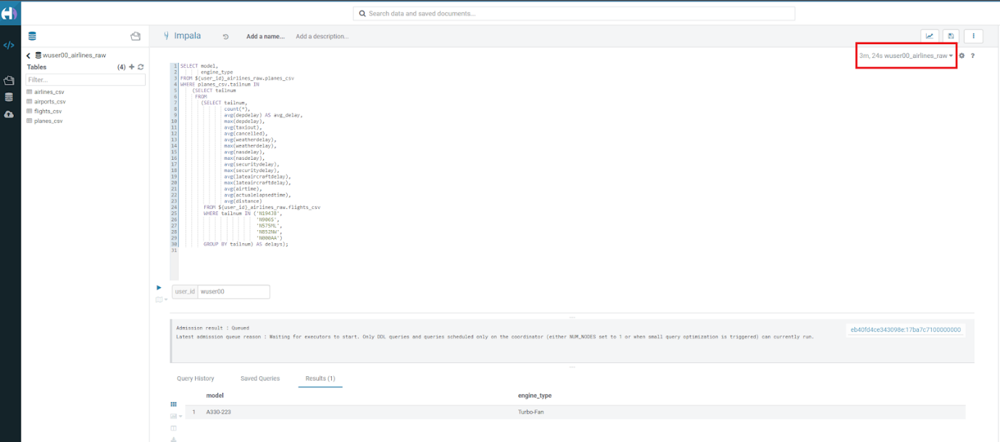 Search data and saved documents...
Impala
Add a name...
Add a description...
wuser00_airlines_raw
3m, 24s wuser00_airlines_raw
?
Tables
(4)
Filter...
airlines_csv
airports_csv
flights_csv
planes_csv
1 SELECT model,
2 engine_type
3 FROM ${user_id}_airlines_raw.planes_csv
4 WHERE planes_csv.tailnum IN
5 (SELECT tailnum
6 FROM
7 (SELECT tailnum,
8 count(*),
9 avg(depdelay) AS avg_delay,
10 max(depdelay),
11 avg(taxiout),
12 avg(cancelled),
13 avg(weatherdelay),
14 max(weatherdelay),
15 avg(nasdelay),
16 max(nasdelay),
17 avg(securitydelay),
18 max(securitydelay),
19 avg(lateaircraftdelay),
20 max(lateaircraftdelay),
21 avg(airtime),
22 avg(actualelapsedtime),
23 avg(distance)
24 FROM ${user_id}_airlines_raw.flights_csv
25 WHERE tailnum IN ('N194JB',
26 'N906S',
27 'N575ML',
28 'N852NW',
29 'N000AA')
30 GROUP BY tailnum) AS delays);
31
user_id wuser00
Admission result : Queued
Latest admission queue reason : Waiting for executors to start. Only DDL queries and queries scheduled only on the coordinator (either NUM_NODES set to 1 or when small query optimization is triggered) can currently run.
eb40fd4ce343098e:17ba7c7100000000
Query History
Saved Queries
Results (1)
model
engine_type
1 A330-223 Turbo-Fan